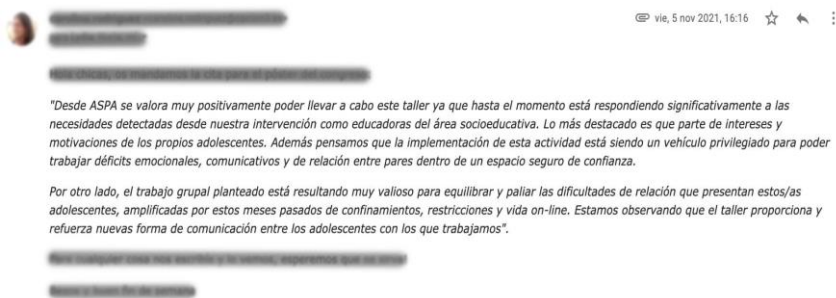 vie, 5 nov 2021, 16:16
"Desde ASPA se valora muy positivamente poder llevar a cabo este taller ya que hasta el momento está respondiendo significativamente a las
necesidades detectadas desde nuestra intervención como educadoras del área socioeducativa. Lo más destacado es que parte de intereses y
motivaciones de los propios adolescentes. Además pensamos que la implementación de esta actividad está siendo un vehículo privilegiado para poder
trabajar déficits emocionales, comunicativos y de relación entre pares dentro de un espacio seguro de confianza.
Por otro lado, el trabajo grupal planteado está resultando muy valioso para equilibrar y paliar las dificultades de relación que presentan estos/as
adolescentes, amplificadas por estos meses pasados de confinamientos, restricciones y vida on-line. Estamos observando que el taller proporciona y
refuerza nuevas forma de comunicación entre los adolescentes con los que trabajamos".